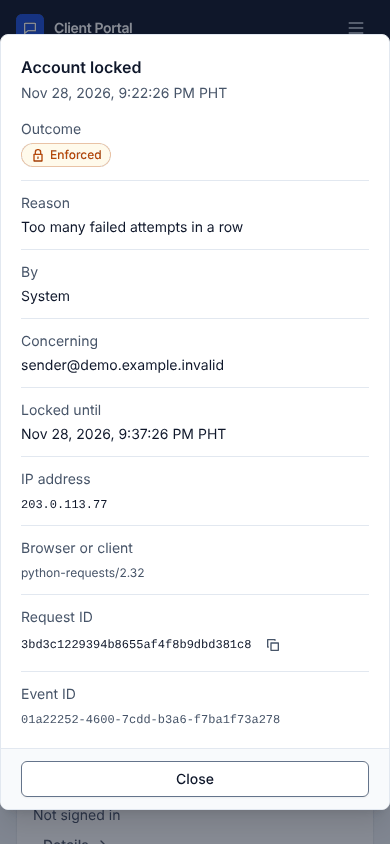 Client Portal
Account locked
Nov 28, 2026, 9:22:26 PM PHT
Outcome
Enforced
Reason
Too many failed attempts in a row
By
System
Concerning
sender@demo.example.invalid
Locked until
Nov 28, 2026, 9:37:26 PM PHT
IP address
203.0.113.77
Browser or client
python-requests/2.32
Request ID
3bd3c1229394b8655af4f8b9dbd381c8
Event ID
01a22252-4600-7cdd-b3a6-f7ba1f73a278
Close
Not signed in
Details